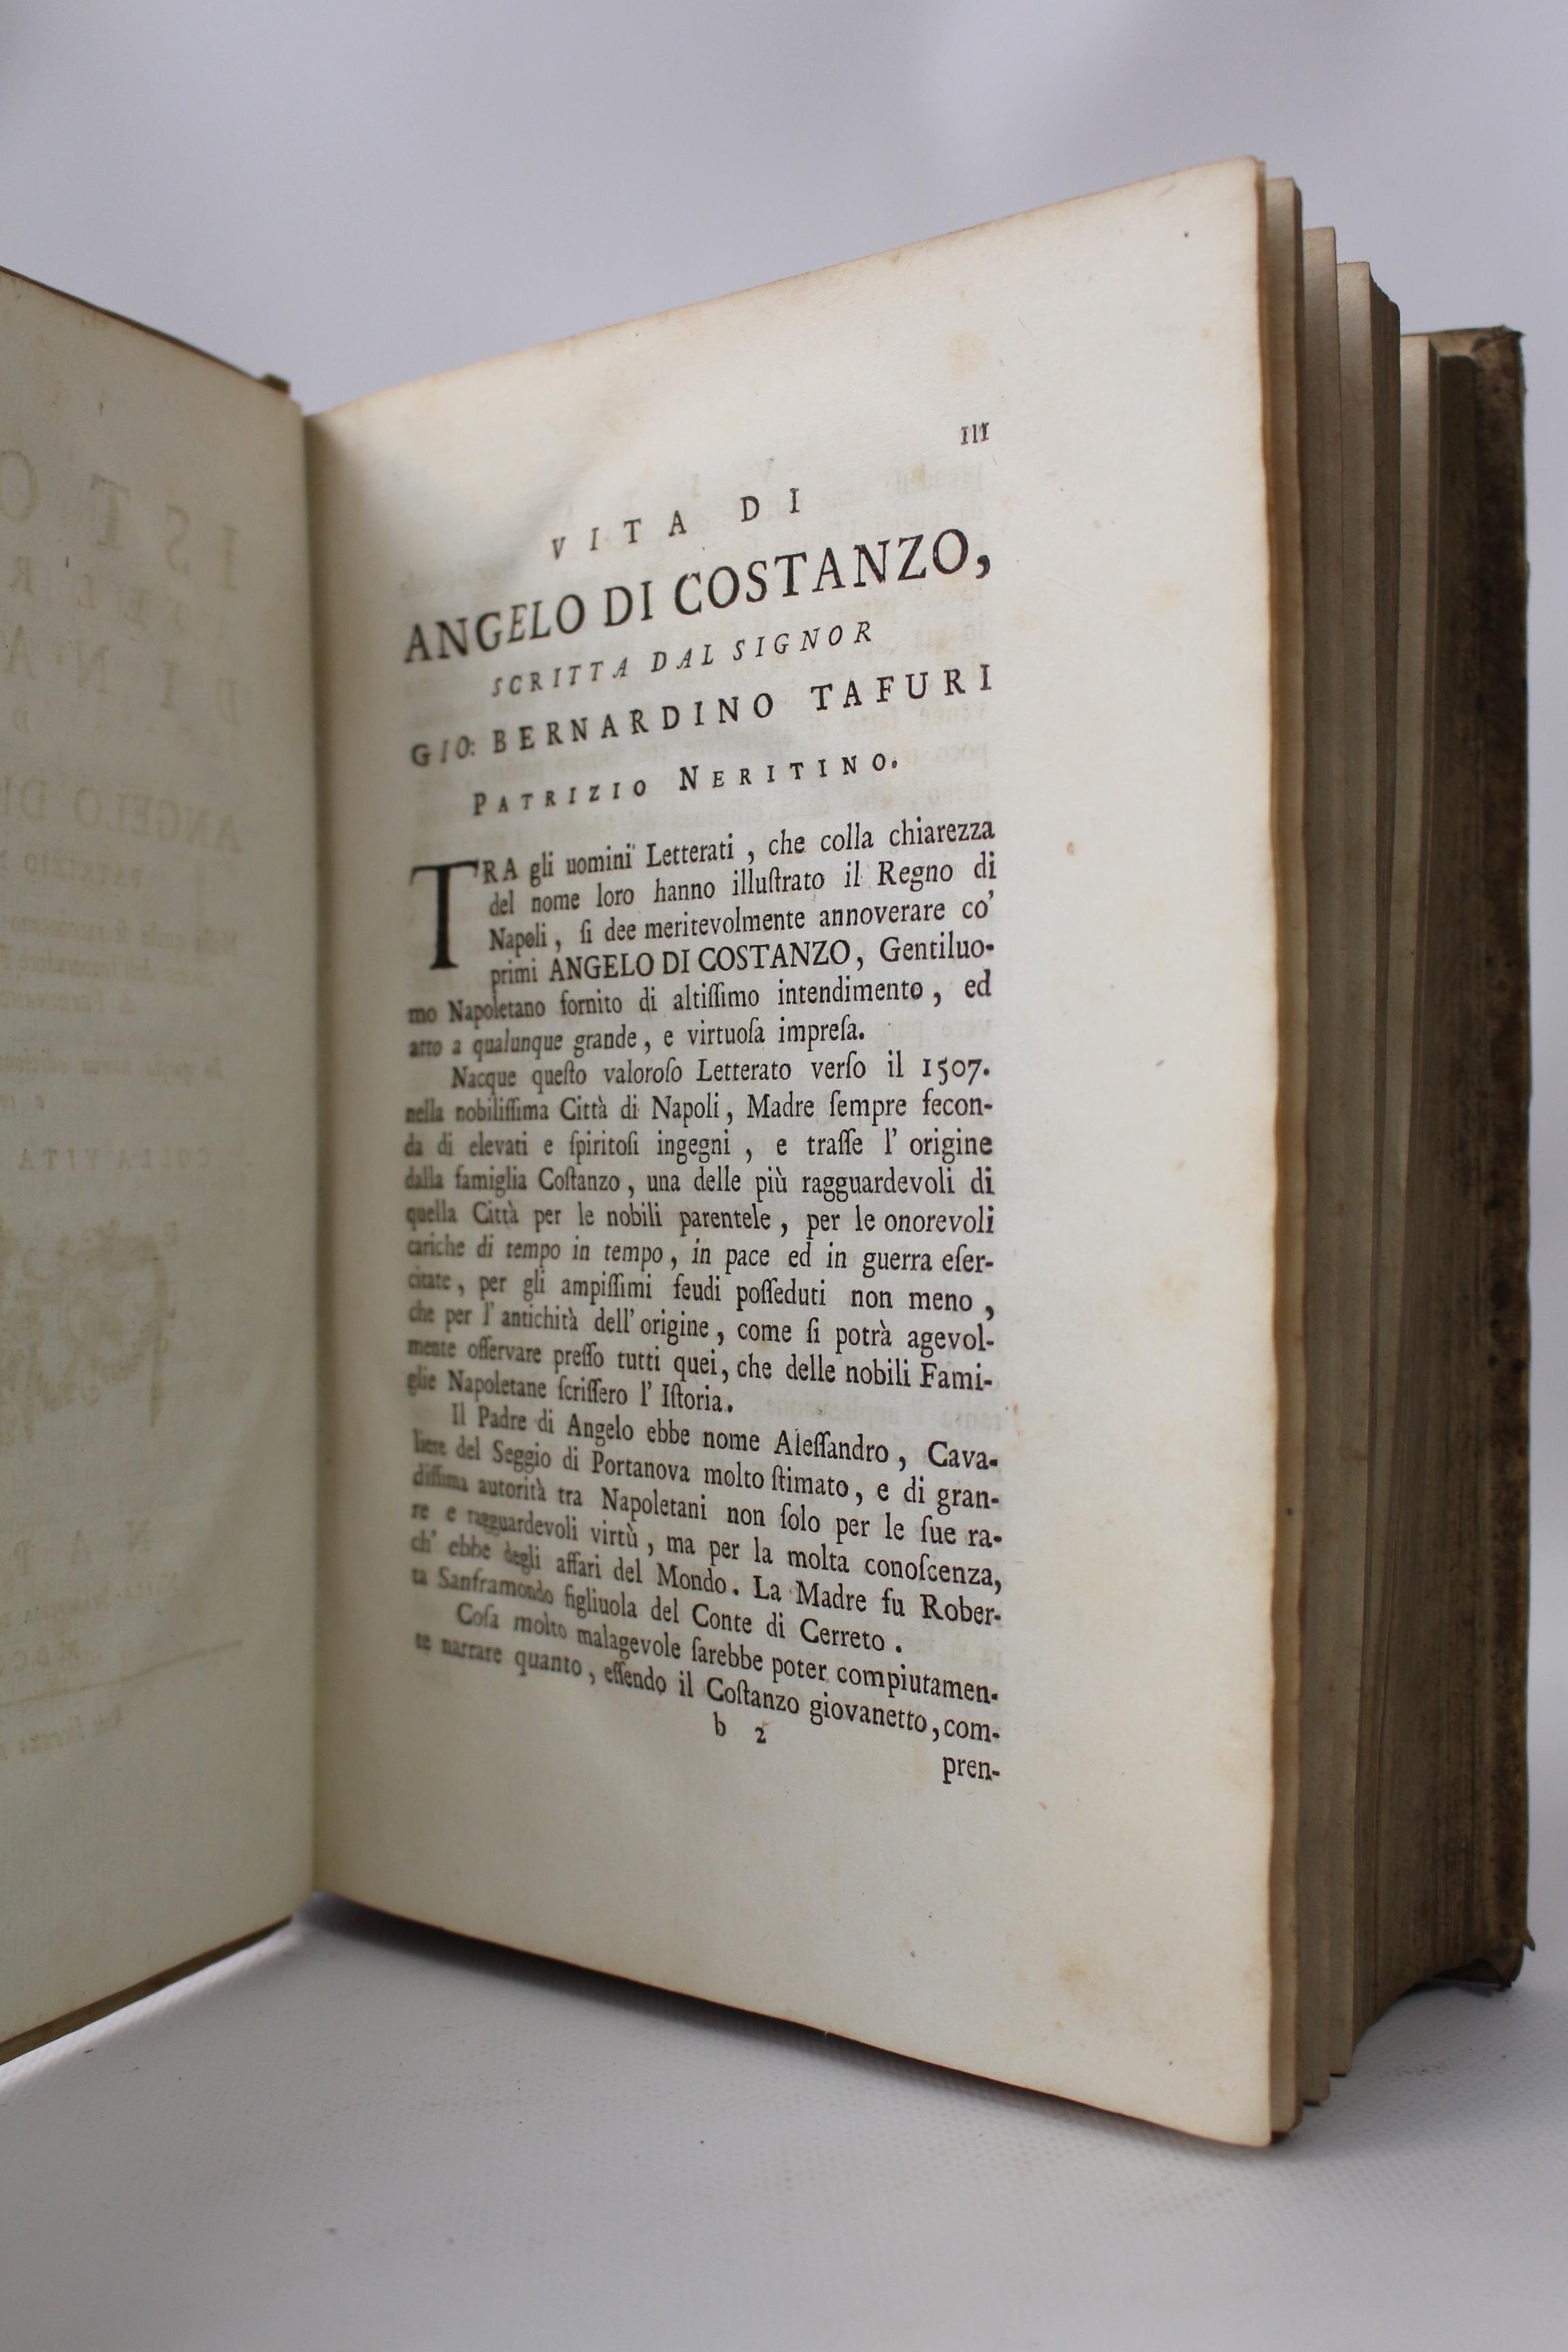 III
VITA DI
ANGELO DI COSTANZO,
SCRITTA DAL SIGNOR
GIO: BERNARDINO TAFURI
PATRIZIO NERITINO.
TRA gli uomini Letterati, che colla chiarezza
del nome loro hanno illuſtrato il Regno di
Napoli, ſi dee meritevolmente annoverare co'
primi ANGELO DI COSTANZO, Gentiluo-
mo Napoletano fornito di altiſſimo intendimento, ed
atto a qualunque grande, e virtuoſa impreſa.
Nacque queſto valoroſo Letterato verſo il 1507.
nella nobiliſſima Città di Napoli, Madre ſempre fecon-
da di elevati e ſpiritoſi ingegni, e traſſe l' origine
dalla famiglia Coſtanzo, una delle più ragguardevoli di
quella Città per le nobili parentele, per le onorevoli
cariche di tempo in tempo, in pace ed in guerra eſer-
citate, per gli ampiſſimi feudi poſſeduti non meno,
che per l' antichità dell' origine, come ſi potrà agevol-
mente oſſervare preſſo tutti quei, che delle nobili Fami-
glie Napoletane ſcriſſero l' Iſtoria.
Il Padre di Angelo ebbe nome Aleſſandro, Cava-
liere del Seggio di Portanova molto ſtimato, e di gran-
diſſima autorità tra Napoletani non ſolo per le ſue ra-
re e ragguardevoli virtù, ma per la molta conoſcenza,
ch' ebbe degli affari del Mondo. La Madre fu Rober-
ta Sanframondo figliuola del Conte di Cerreto.
Coſa molto malagevole ſarebbe poter compiutamen-
te narrare quanto, eſſendo il Coſtanzo giovanetto, com-
b 2
pren-